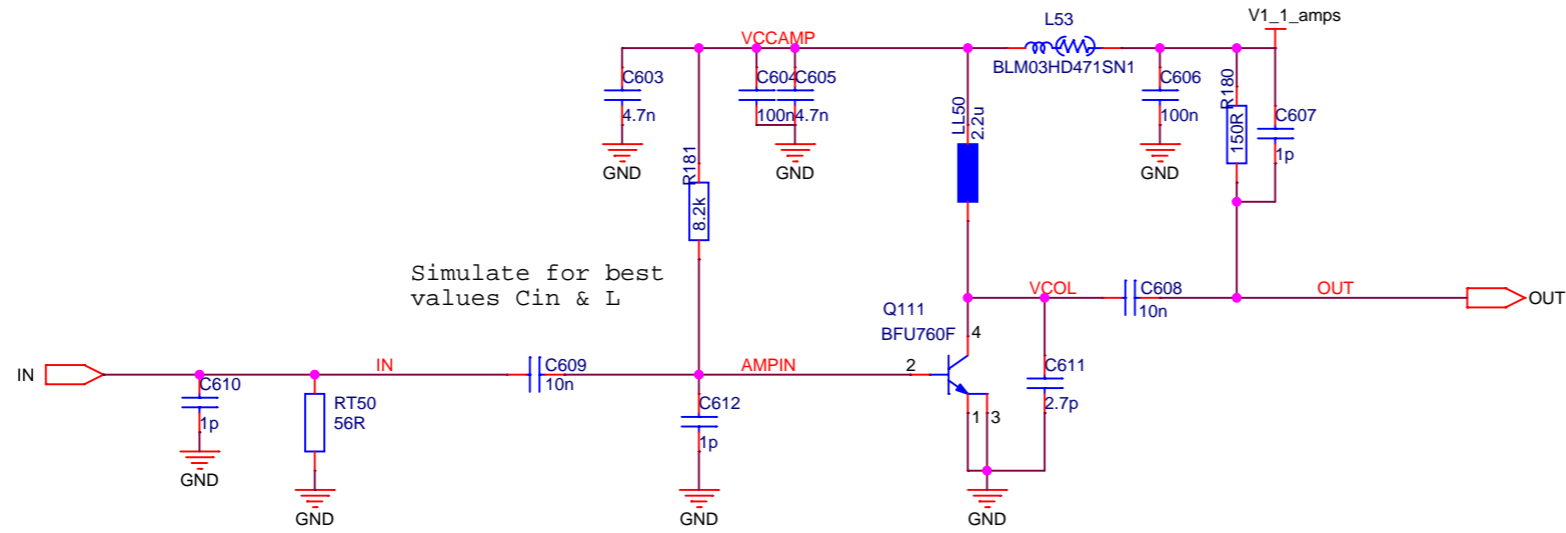 V1_1_amps
L53
VCCAMP
BLM03HD471SN1
C603
4.7n
C604
100n
C605
4.7n
C606
100n
R180
150R
C607
1p
LL50
2.2u
GND
GND
GND
R181
8.2k
Simulate for best
values Cin & L
VCOL
C608
10n
OUT
OUT
Q111
BFU760F
4
IN
IN
C609
10n
AMPIN
2
C610
1p
RT50
56R
C612
1p
1
3
C611
2.7p
GND
GND
GND
GND